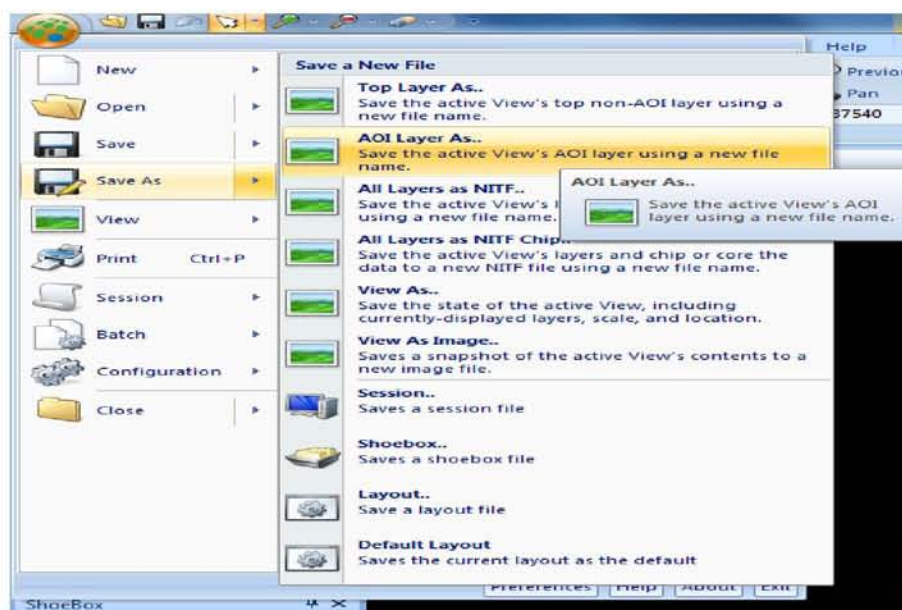 Help
New
Open
Save
Save As
View
Print Ctrl+P
Session
Batch
Configuration
Close
Save a New File
Top Layer As..
Save the active View's top non-AOI layer using a
new file name.
AOI Layer As..
Save the active View's AOI layer using a new file
name.
All Layers as NITF..
Save the active View's
using a new file name.
All Layers as NITF Chip..
Save the active View's layers and chip or core the
data to a new NITF file using a new file name.
View As..
Save the state of the active View, including
currently-displayed layers, scale, and location.
View As Image..
Saves a snapshot of the active View's contents to a
new image file.
Session..
Saves a session file
Shoebox..
Saves a shoebox file
Layout..
Save a layout file
Default Layout
Saves the current layout as the default
AOI Layer As..
Save the active View's AOI
layer using a new file name.
Previo
Pan
37540
Preferences Help About Exit
ShoeBox